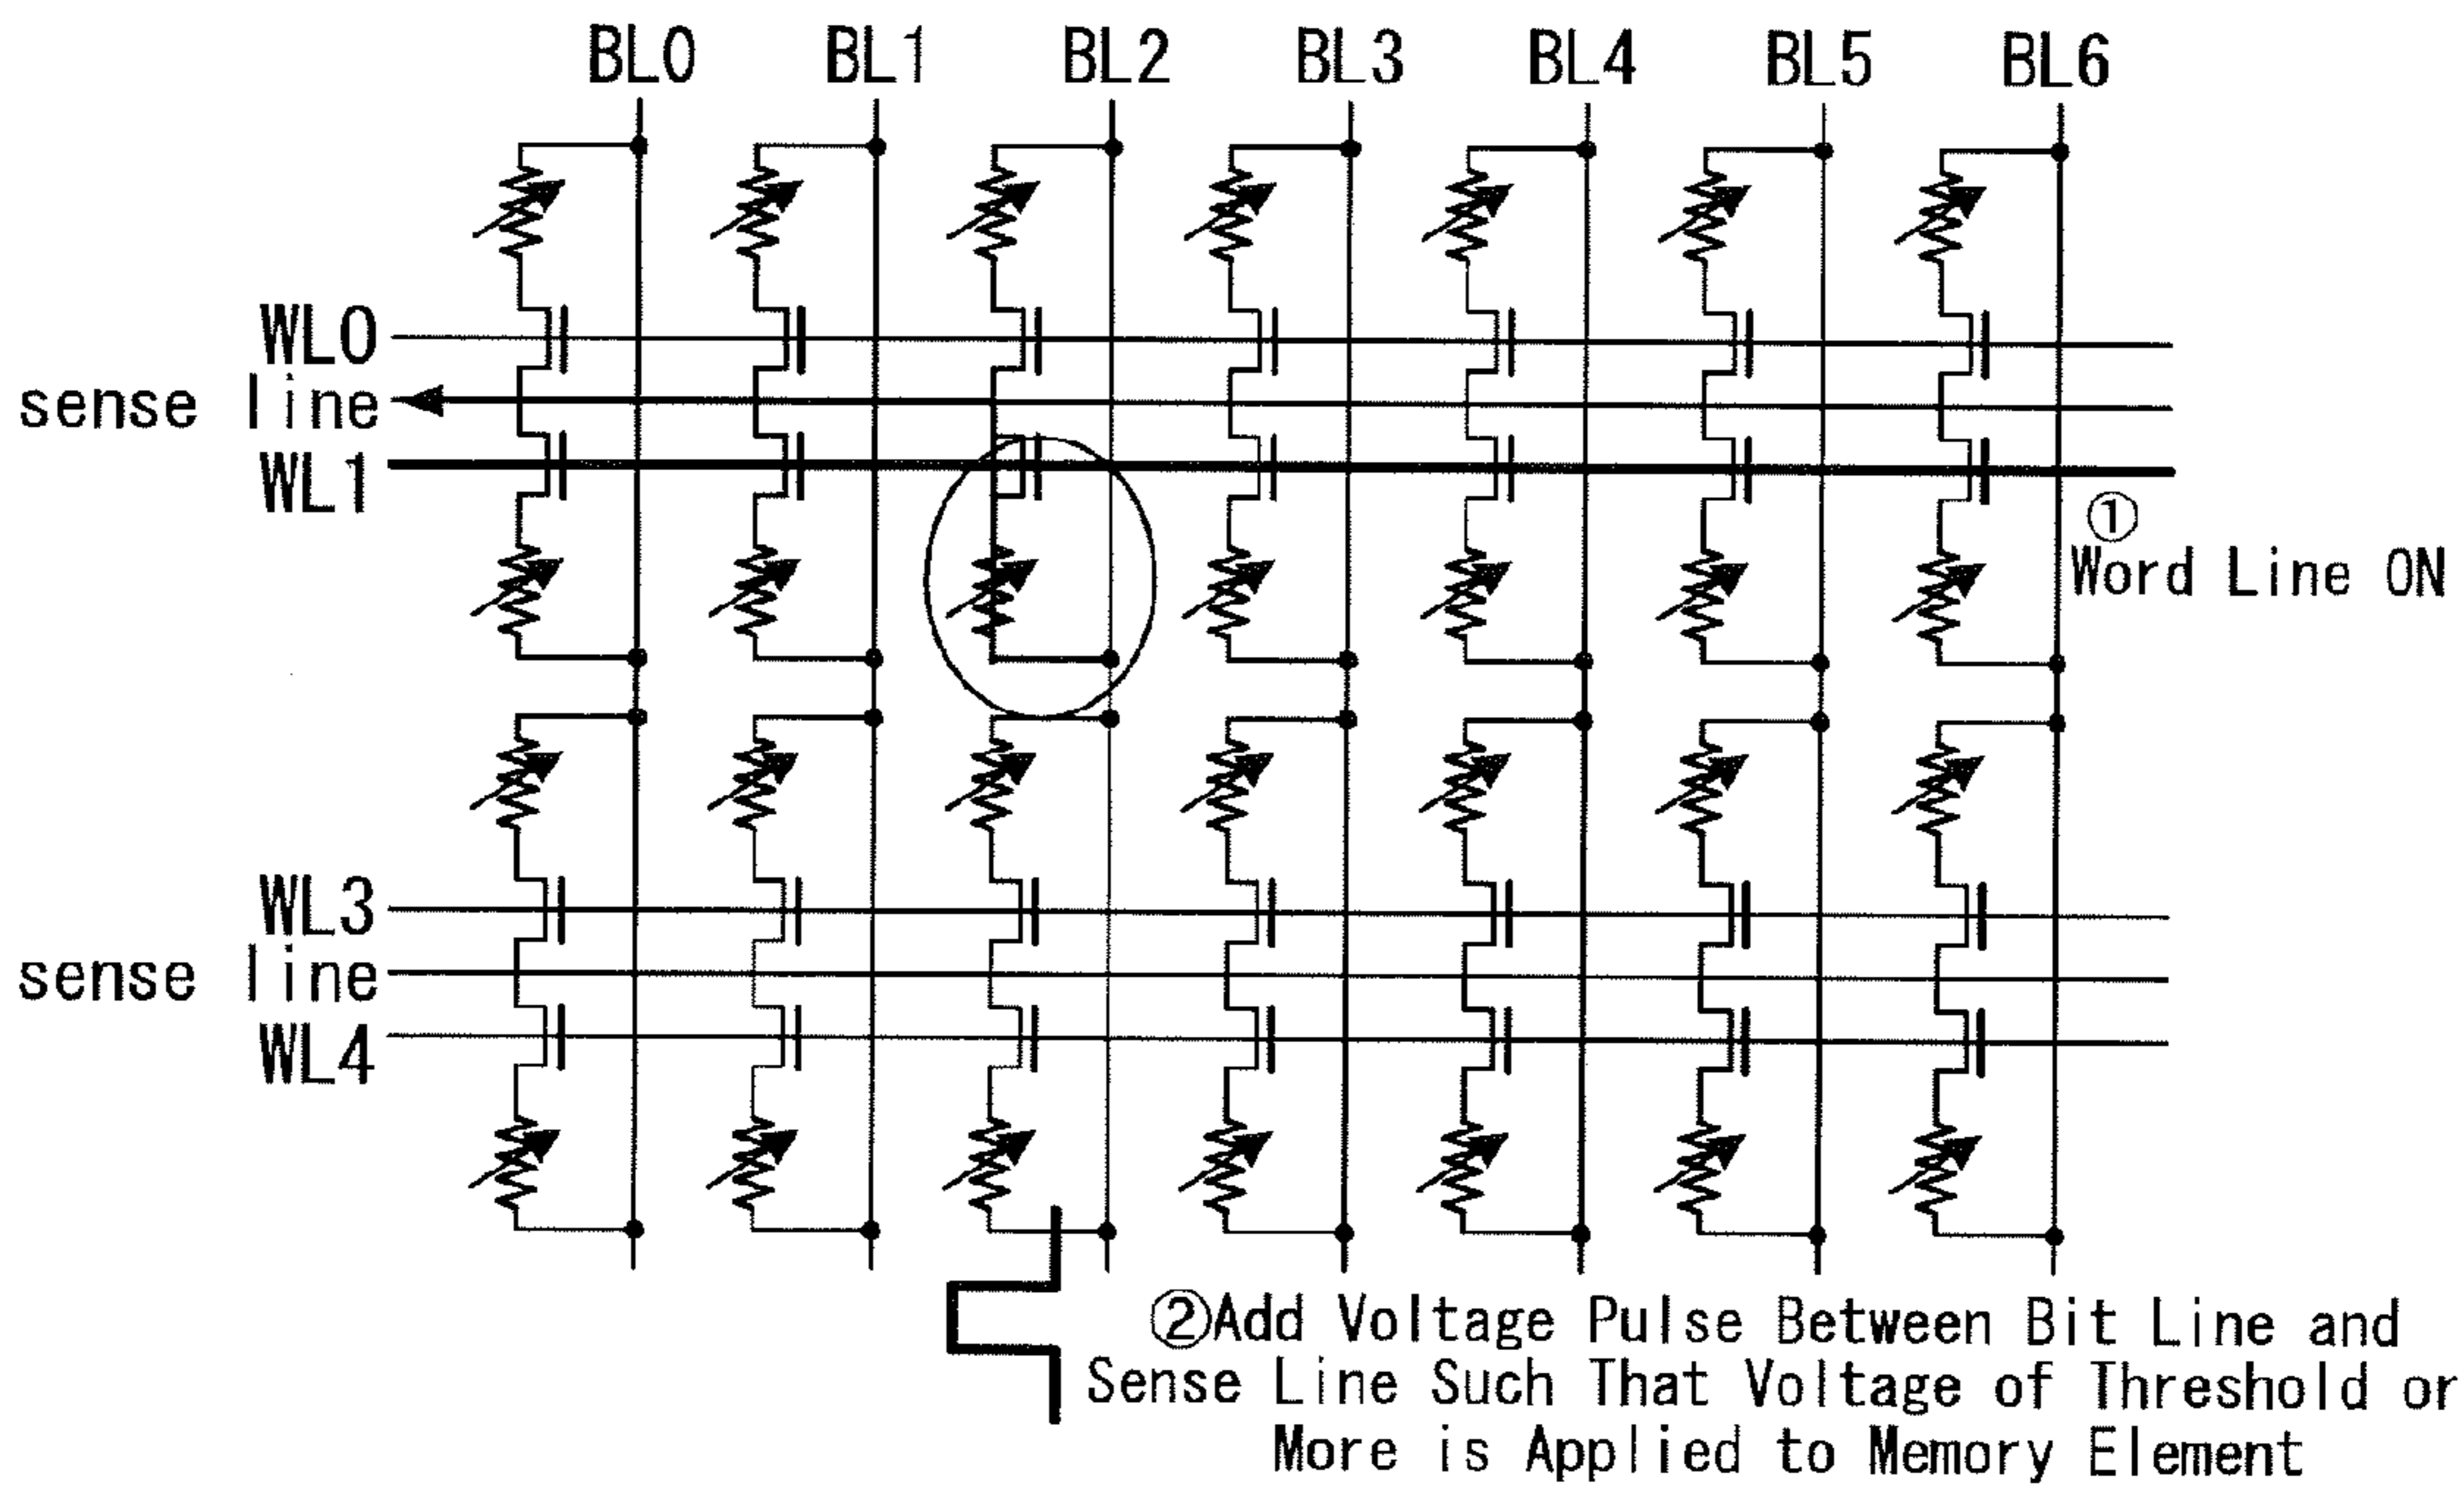 BL0 BL1 BL2 BL3 BL4 BL5 BL6
WL0
sense line
WL1
①
Word Line ON
WL3
sense line
WL4
②Add Voltage Pulse Between Bit Line and
Sense Line Such That Voltage of Threshold or
More is Applied to Memory Element